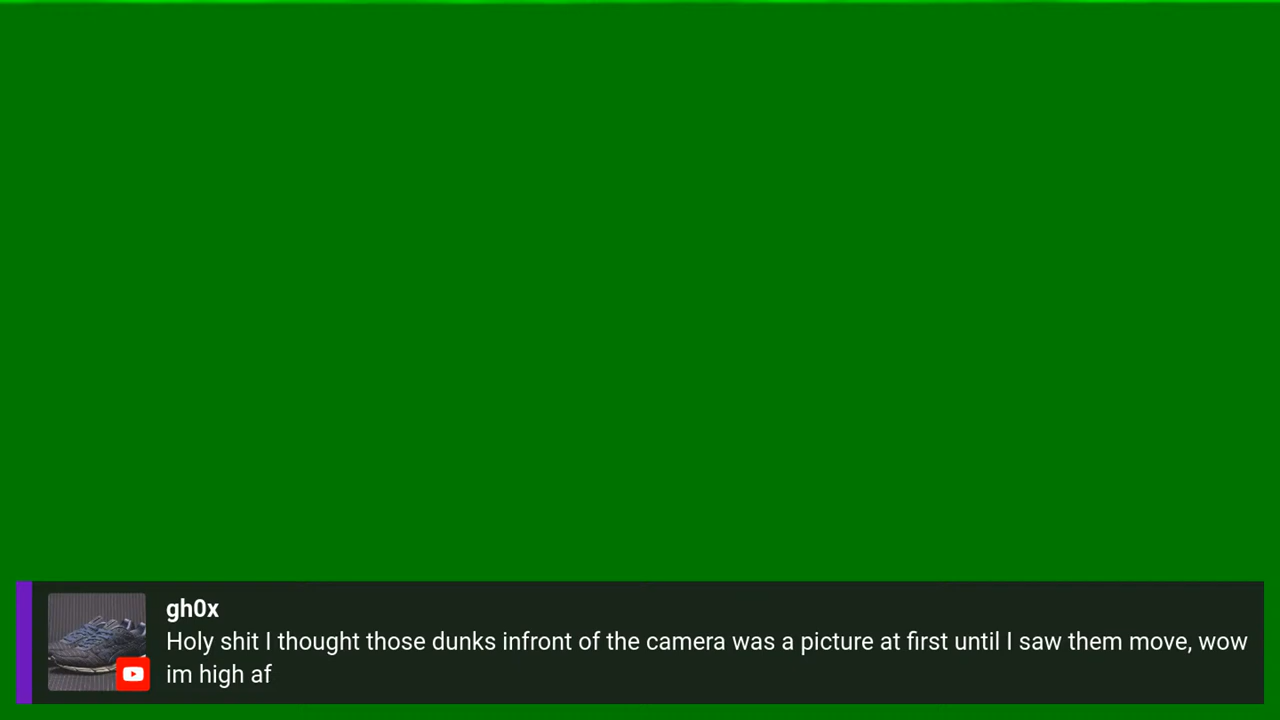 gh0x
Holy shit I thought those dunks infront of the camera was a picture at first until I saw them move, wow
im high af